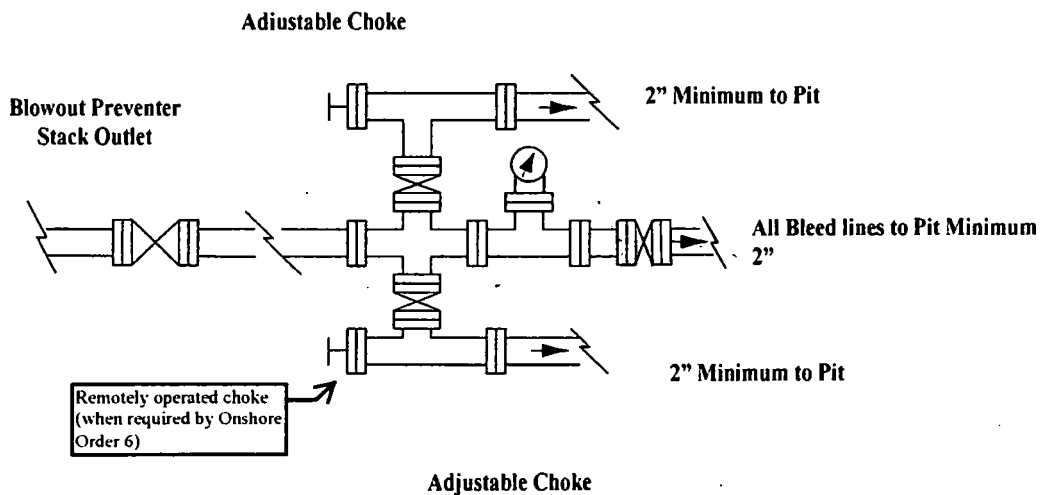 Adjustable Choke
Blowout Preventer
Stack Outlet
2" Minimum to Pit
All Bleed lines to Pit Minimum
2"
2" Minimum to Pit
Remotely operated choke
(when required by Onshore
Order 6)
Adjustable Choke